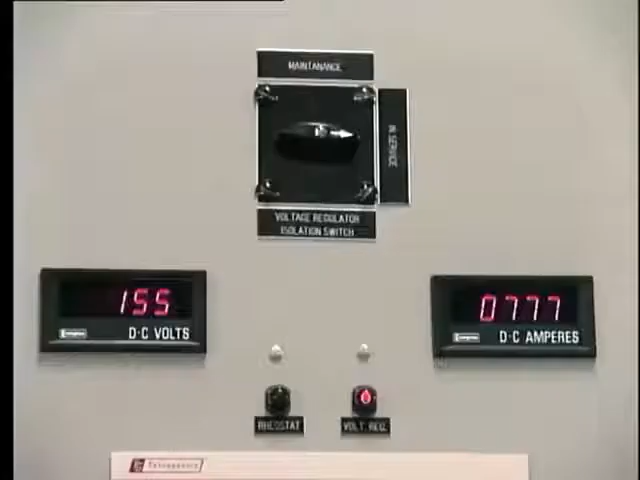 MAINTANANCE
IN SERVICE
VOLTAGE REGULATOR
ISOLATION SWITCH
155
D·C VOLTS
0777
D·C AMPERES
RHEOSTAT
VOLT. REG.